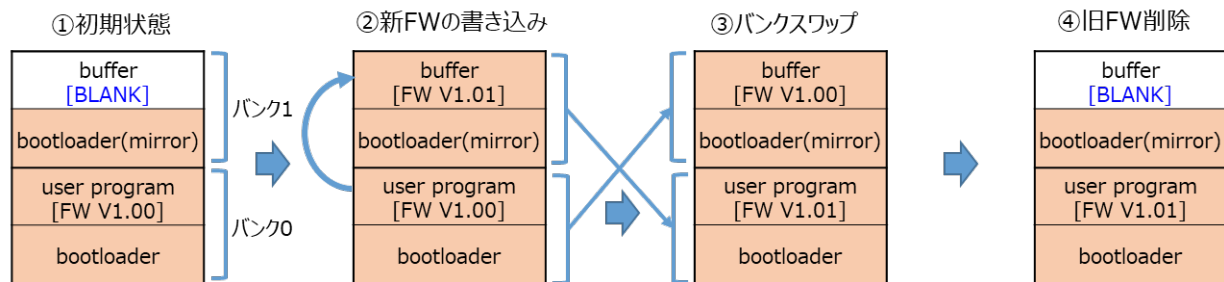 ①初期状態
buffer
[BLANK]
bootloader(mirror)
user program
[FW V1.00]
bootloader
バンク1
バンク0
②新FWの書き込み
buffer
[FW V1.01]
bootloader(mirror)
user program
[FW V1.00]
bootloader
③バンクスワップ
buffer
[FW V1.00]
bootloader(mirror)
user program
[FW V1.01]
bootloader
④旧FW削除
buffer
[BLANK]
bootloader(mirror)
user program
[FW V1.01]
bootloader